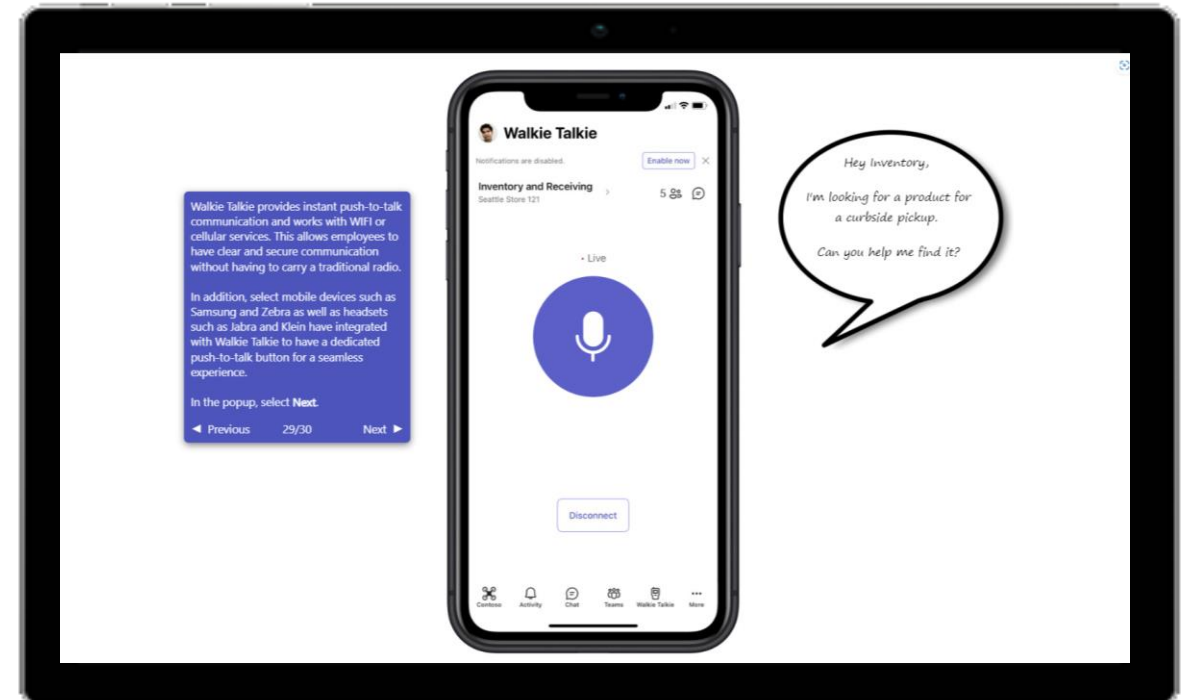 Walkie Talkie
Notifications are disabled.
Enable now
Inventory and Receiving
5
Seattle Store 121
• Live
Disconnect
Contoso
Activity
Chat
Teams
Walkie Talkie
More
Walkie Talkie provides instant push-to-talk
communication and works with WIFI or
cellular services. This allows employees to
have clear and secure communication
without having to carry a traditional radio.
In addition, select mobile devices such as
Samsung and Zebra as well as headsets
such as Jabra and Klein have integrated
with Walkie Talkie to have a dedicated
push-to-talk button for a seamless
experience.
In the popup, select Next.
◄ Previous 29/30 Next ►
Hey Inventory,
I'm looking for a product for
a curbside pickup.
Can you help me find it?